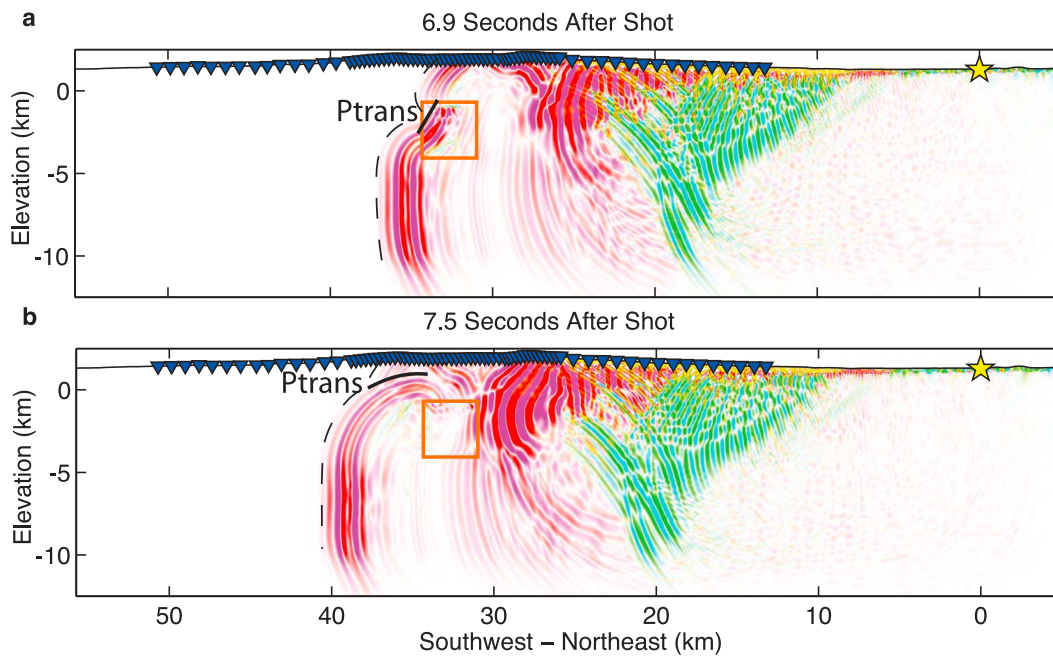 a
6.9 Seconds After Shot
Elevation (km)
0
-5
-10
Ptrans
b
7.5 Seconds After Shot
Elevation (km)
0
-5
-10
Ptrans
50 40 30 20 10 0
Southwest – Northeast (km)